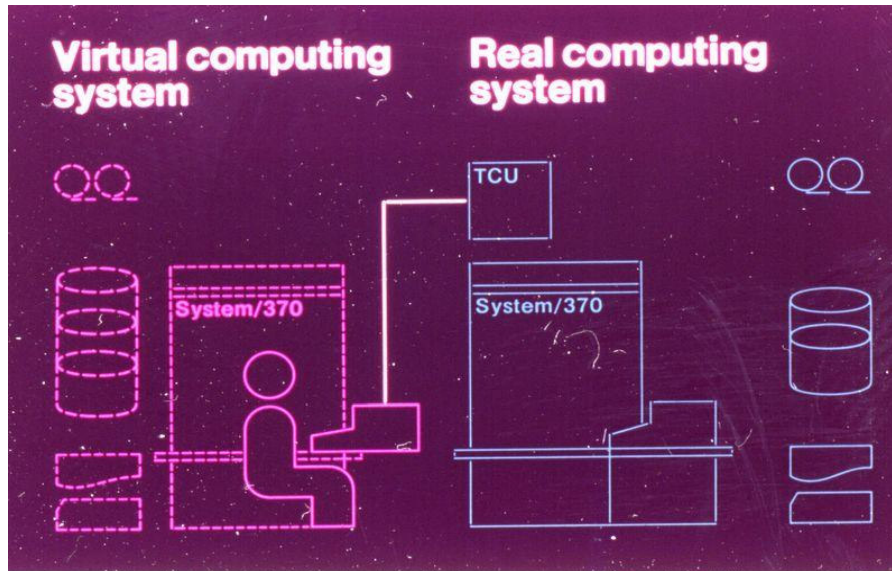 Virtual computing
system
Real computing
system
TCU
System/370
System/370